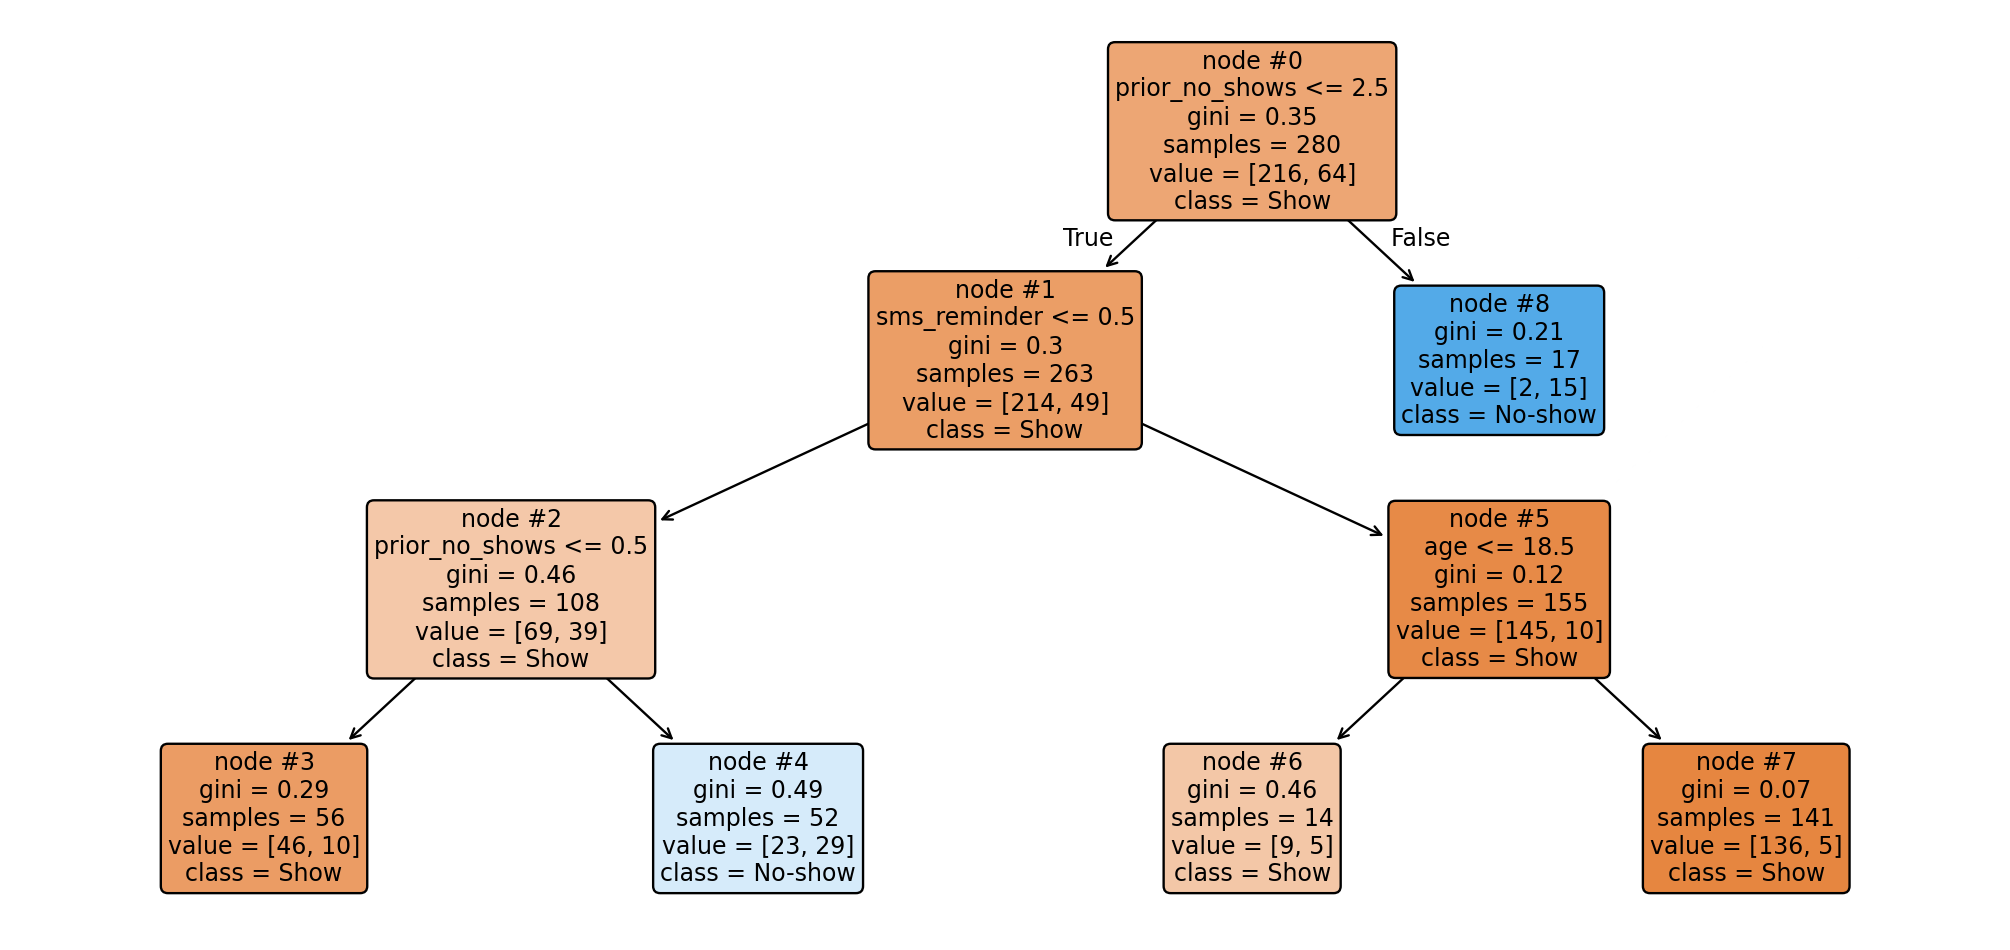 node #0
prior_no_shows <= 2.5
gini = 0.35
samples = 280
value = [216, 64]
class = Show
True
False
node #1
sms_reminder <= 0.5
gini = 0.3
samples = 263
value = [214, 49]
class = Show
node #8
gini = 0.21
samples = 17
value = [2, 15]
class = No-show
node #2
prior_no_shows <= 0.5
gini = 0.46
samples = 108
value = [69, 39]
class = Show
node #5
age <= 18.5
gini = 0.12
samples = 155
value = [145, 10]
class = Show
node #3
gini = 0.29
samples = 56
value = [46, 10]
class = Show
node #4
gini = 0.49
samples = 52
value = [23, 29]
class = No-show
node #6
gini = 0.46
samples = 14
value = [9, 5]
class = Show
node #7
gini = 0.07
samples = 141
value = [136, 5]
class = Show